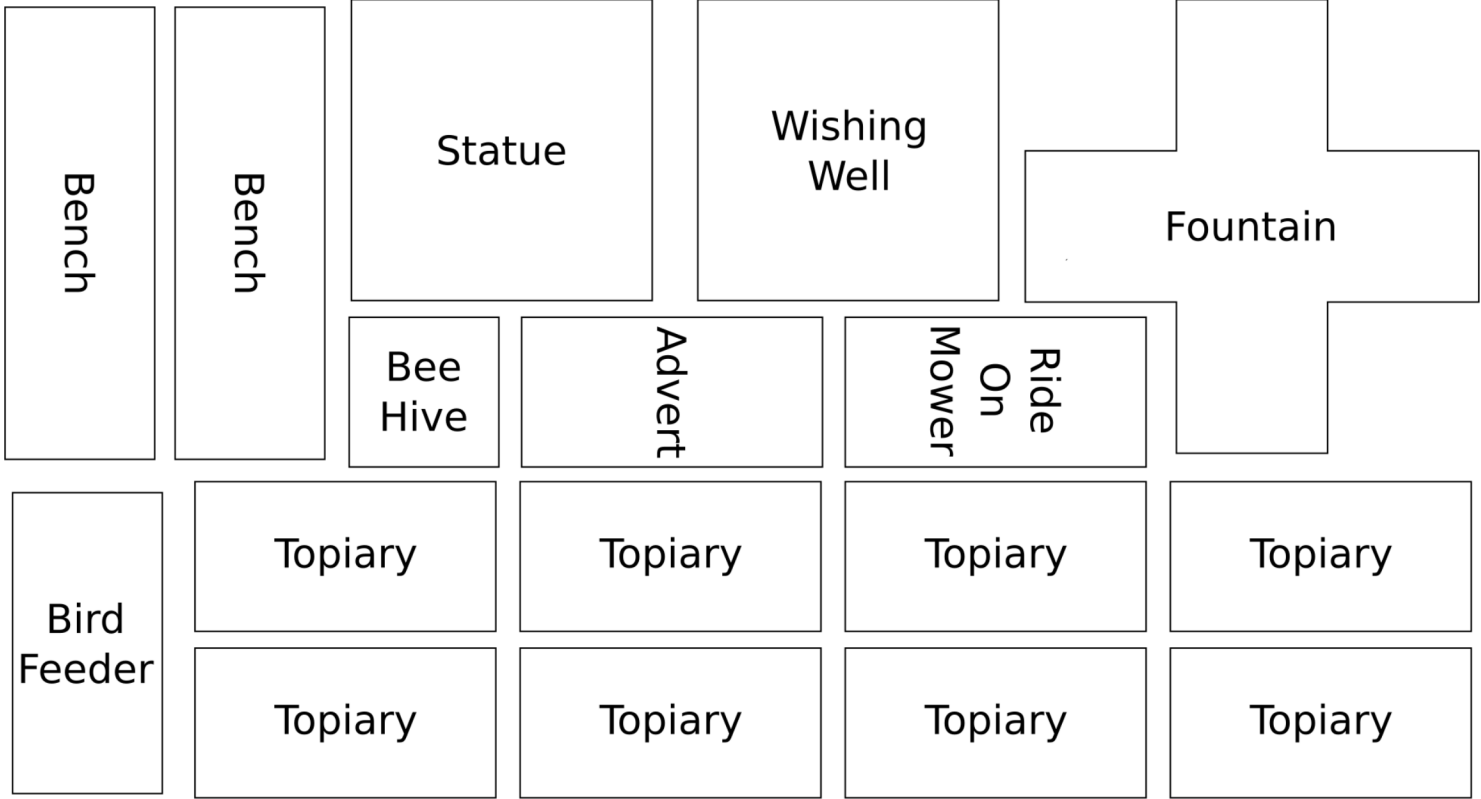 Bench
Bench
Statue
Wishing
Well
Fountain
Bee
Hive
Advert
Ride
On
Mower
Bird
Feeder
Topiary
Topiary
Topiary
Topiary
Topiary
Topiary
Topiary
Topiary